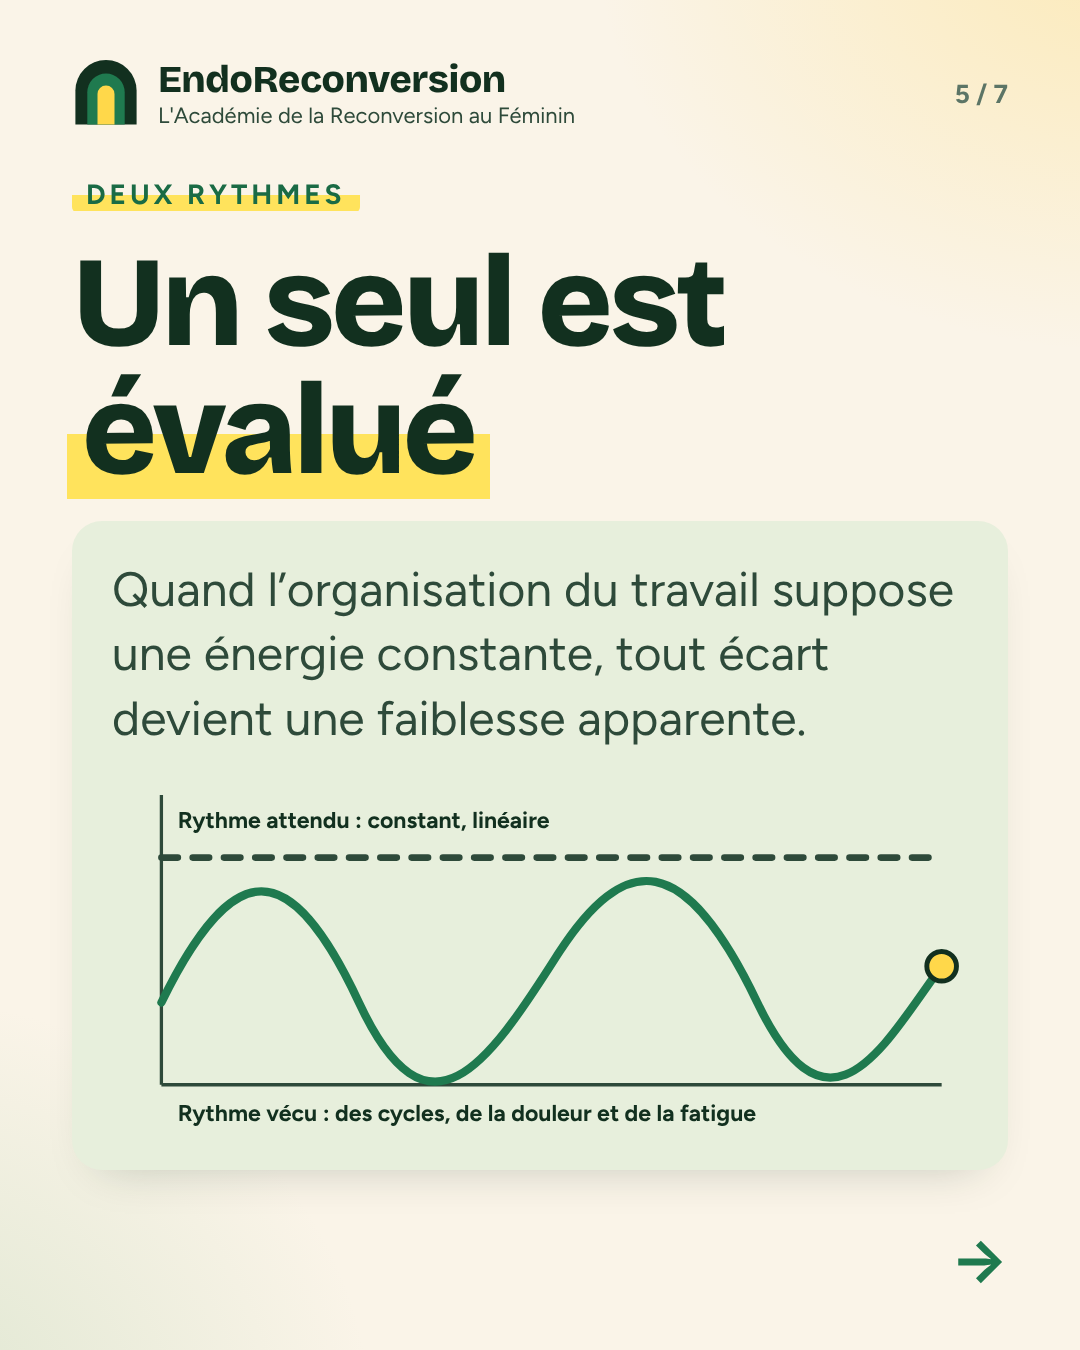 EndoReconversion
L'Académie de la Reconversion au Féminin
5 / 7
DEUX RYTHMES
Un seul est
évalué
Quand l’organisation du travail suppose
une énergie constante, tout écart
devient une faiblesse apparente.
Rythme attendu : constant, linéaire
Rythme vécu : des cycles, de la douleur et de la fatigue